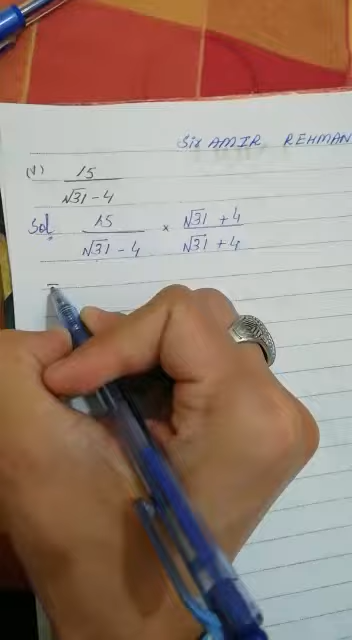 Sir AMIR REHMAN
(v) 15 / √31 - 4
Sol. 15 / √31 - 4 × √31 + 4 / √31 + 4